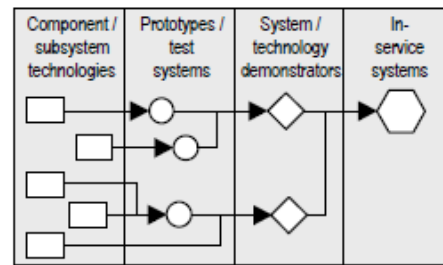 Component /
subsystem
technologies
Prototypes /
test
systems
System /
technology
demonstrators
In-
service
systems